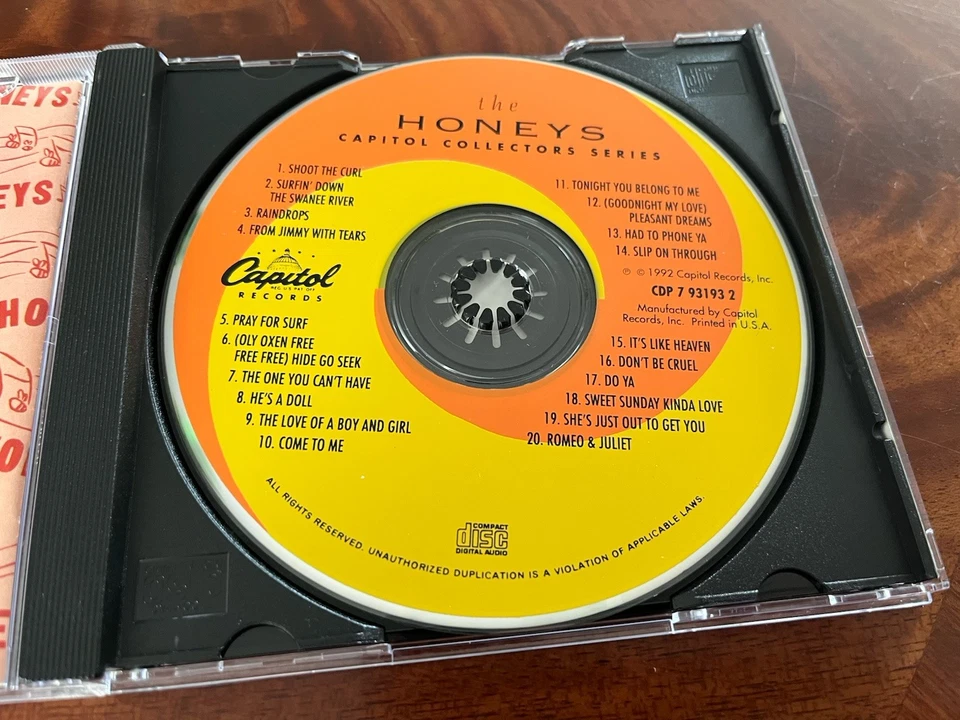 the
HONEYS
CAPITOL COLLECTORS SERIES
1. SHOOT THE CURL
2. SURFIN' DOWN
THE SWANEE RIVER
3. RAINDROPS
4. FROM JIMMY WITH TEARS
Capitol
REG. U.S. PAT. OFF.
RECORDS
5. PRAY FOR SURF
6. (OLY OXEN FREE
FREE FREE) HIDE GO SEEK
7. THE ONE YOU CAN'T HAVE
8. HE'S A DOLL
9. THE LOVE OF A BOY AND GIRL
10. COME TO ME
11. TONIGHT YOU BELONG TO ME
12. (GOODNIGHT MY LOVE)
PLEASANT DREAMS
13. HAD TO PHONE YA
14. SLIP ON THROUGH
℗ © 1992 Capitol Records, Inc.
CDP 7 93193 2
Manufactured by Capitol
Records, Inc. Printed in U.S.A.
15. IT'S LIKE HEAVEN
16. DON'T BE CRUEL
17. DO YA
18. SWEET SUNDAY KINDA LOVE
19. SHE'S JUST OUT TO GET YOU
20. ROMEO & JULIET
ALL RIGHTS RESERVED. UNAUTHORIZED DUPLICATION IS A VIOLATION OF APPLICABLE LAWS.
COMPACT
disc
DIGITAL AUDIO
NEYS
EYS
HO